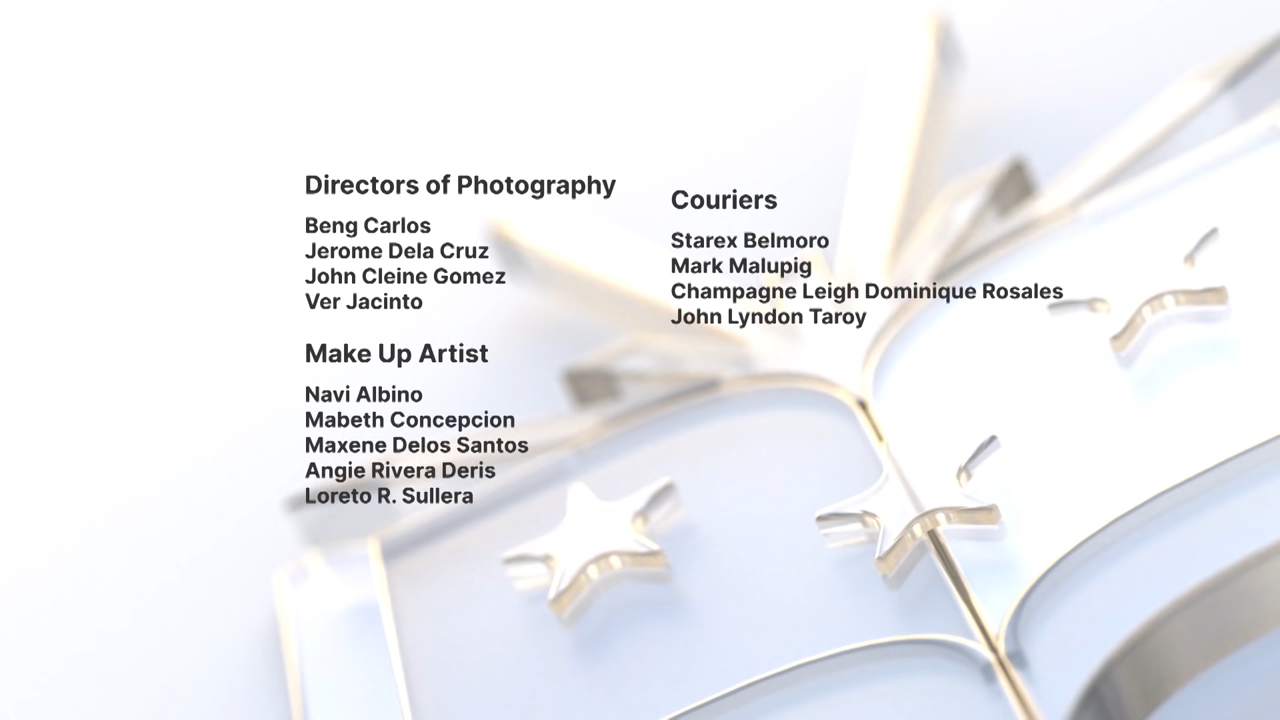 Directors of Photography
Beng Carlos
Jerome Dela Cruz
John Cleine Gomez
Ver Jacinto
Make Up Artist
Navi Albino
Mabeth Concepcion
Maxene Delos Santos
Angie Rivera Deris
Loreto R. Sullera
Couriers
Starex Belmoro
Mark Malupig
Champagne Leigh Dominique Rosales
John Lyndon Taroy